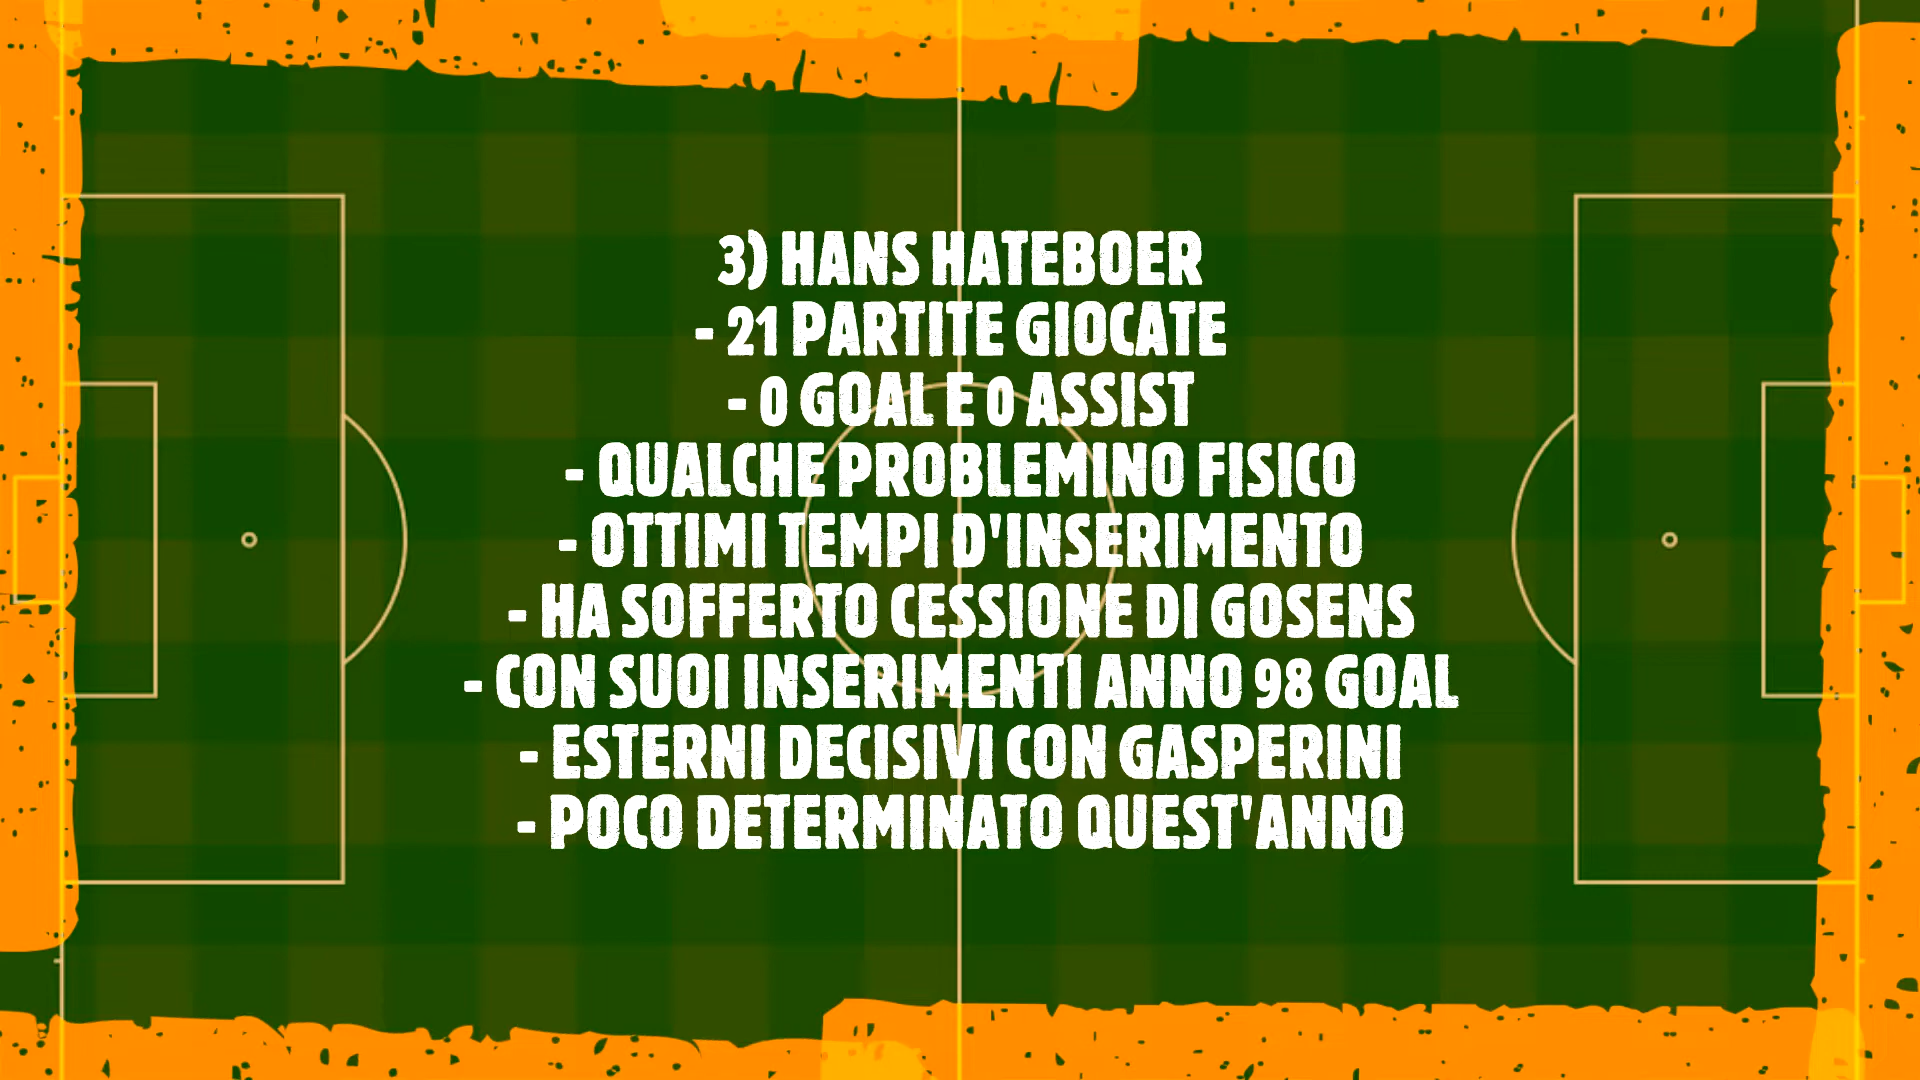 3) HANS HATEBOER
- 21 PARTITE GIOCATE
- 0 GOAL E 0 ASSIST
- QUALCHE PROBLEMINO FISICO
- OTTIMI TEMPI D'INSERIMENTO
- HA SOFFERTO CESSIONE DI GOSENS
- CON SUOI INSERIMENTI ANNO 98 GOAL
- ESTERNI DECISIVI CON GASPERINI
- POCO DETERMINATO QUEST'ANNO